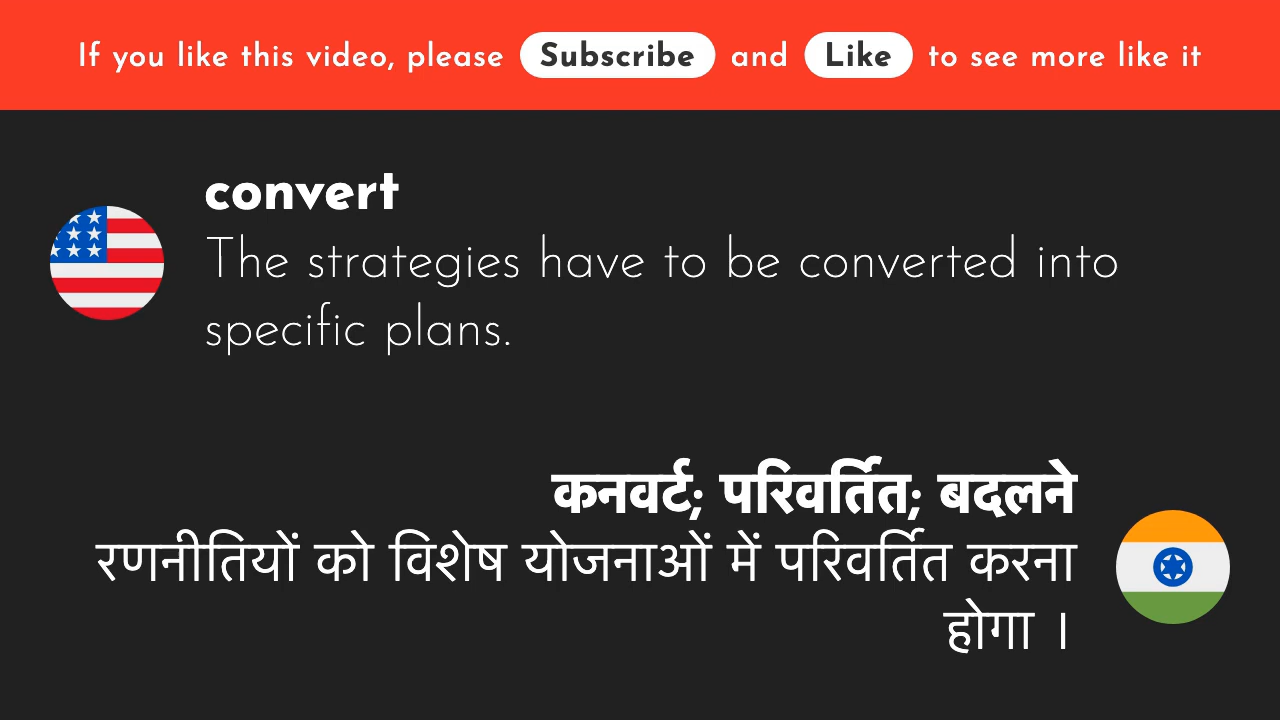 If you like this video, please Subscribe and Like to see more like it
convert
The strategies have to be converted into
specific plans.
कनवर्ट; परिवर्तित; बदलने
रणनीतियों को विशेष योजनाओं में परिवर्तित करना
होगा ।